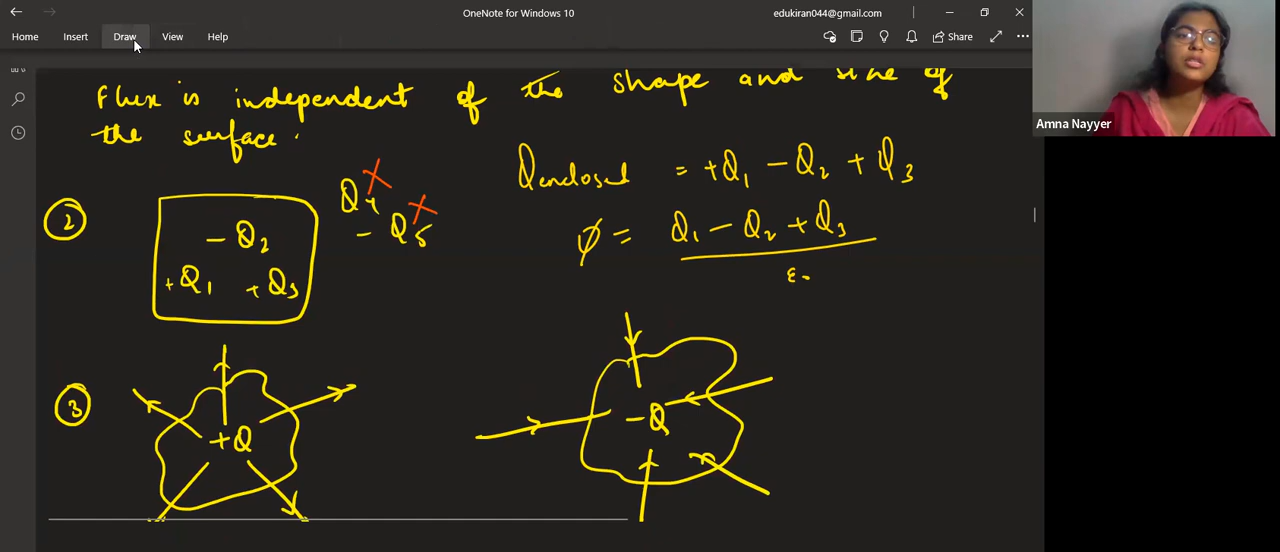 OneNote for Windows 10
edukiran044@gmail.com
Home Insert Draw View Help
Share
Amna Nayyer
Flux is independent of the shape and size of
the surface.
Qenclosed = +Q1 - Q2 + Q3
Q4
- Q5
2
- Q2
+Q1 +Q3
ϕ = Q1 - Q2 + Q3
ε0
3
+Q
-Q